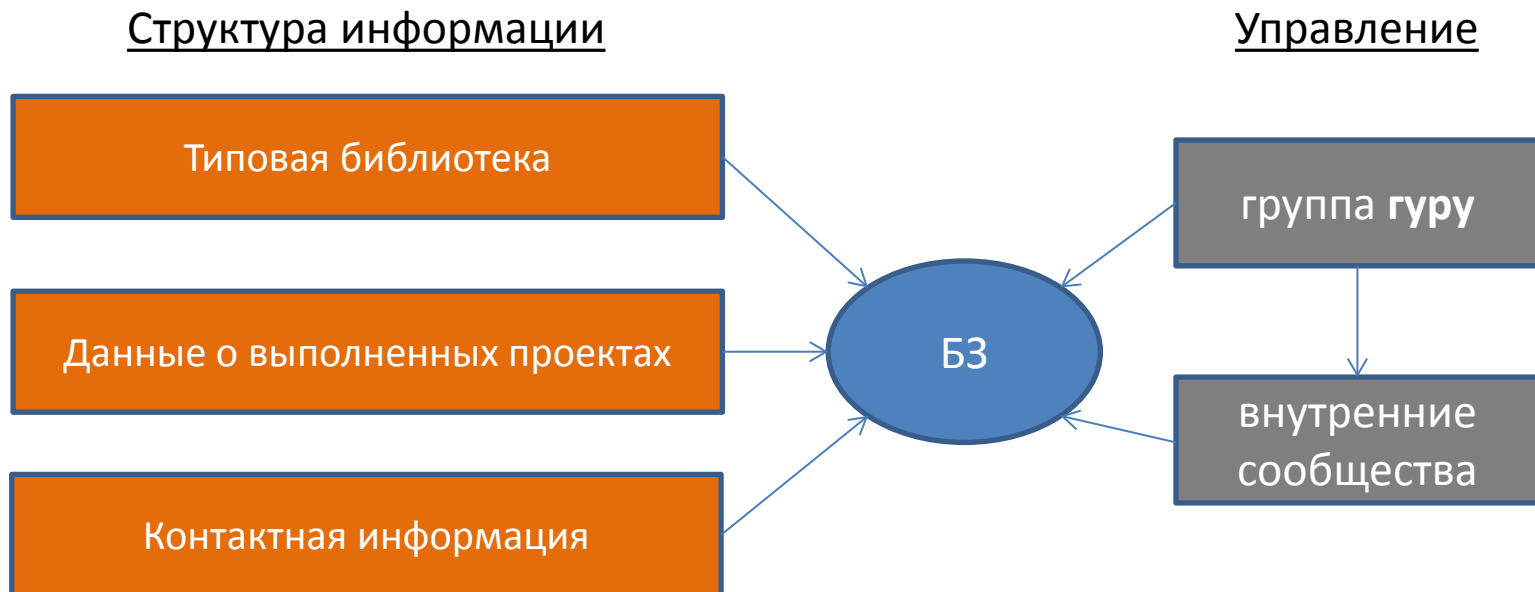 Структура информации
Управление
Типовая библиотека
группа гуру
Данные о выполненных проектах
БЗ
внутренние
сообщества
Контактная информация